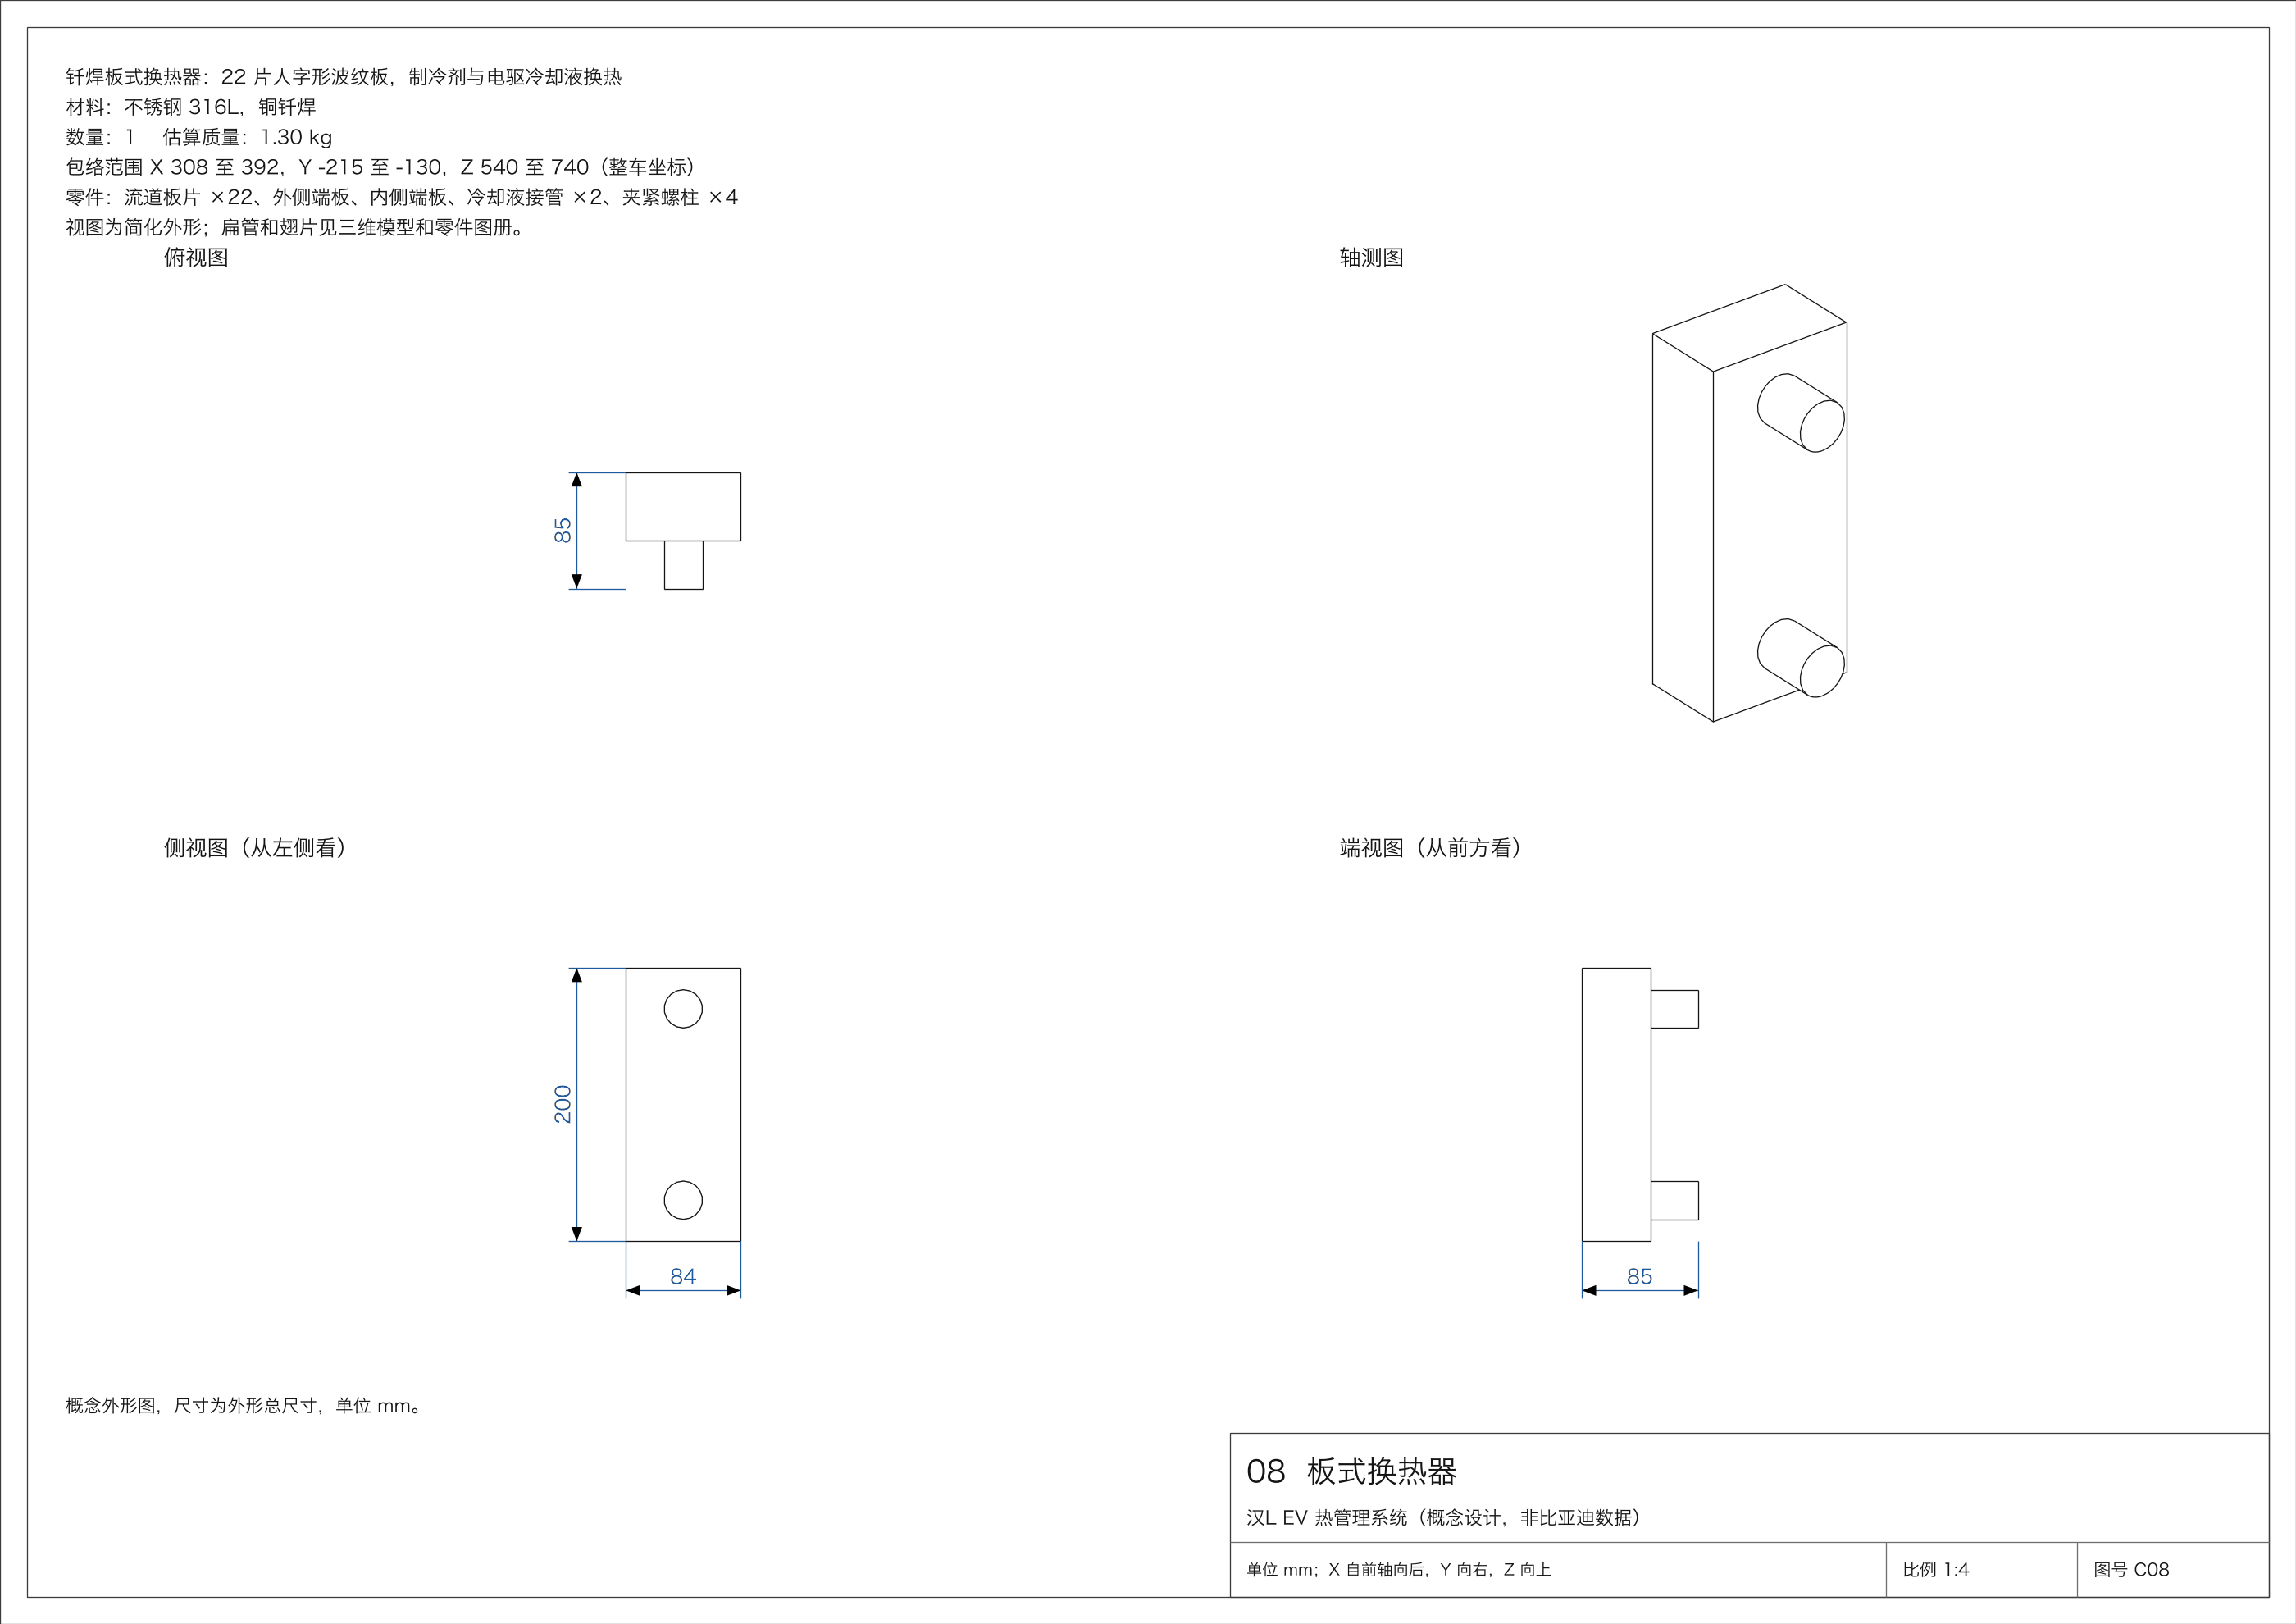 钎焊板式换热器：22 片人字形波纹板，制冷剂与电驱冷却液换热
材料：不锈钢 316L，铜钎焊
数量：1　估算质量：1.30 kg
包络范围 X 308 至 392，Y -215 至 -130，Z 540 至 740（整车坐标）
零件：流道板片 ×22、外侧端板、内侧端板、冷却液接管 ×2、夹紧螺柱 ×4
视图为简化外形；扁管和翅片见三维模型和零件图册。
俯视图
轴测图
85
侧视图（从左侧看）
端视图（从前方看）
200
84
85
概念外形图，尺寸为外形总尺寸，单位 mm。
08 板式换热器
汉L EV 热管理系统（概念设计，非比亚迪数据）
单位 mm；X 自前轴向后，Y 向右，Z 向上
比例 1:4
图号 C08